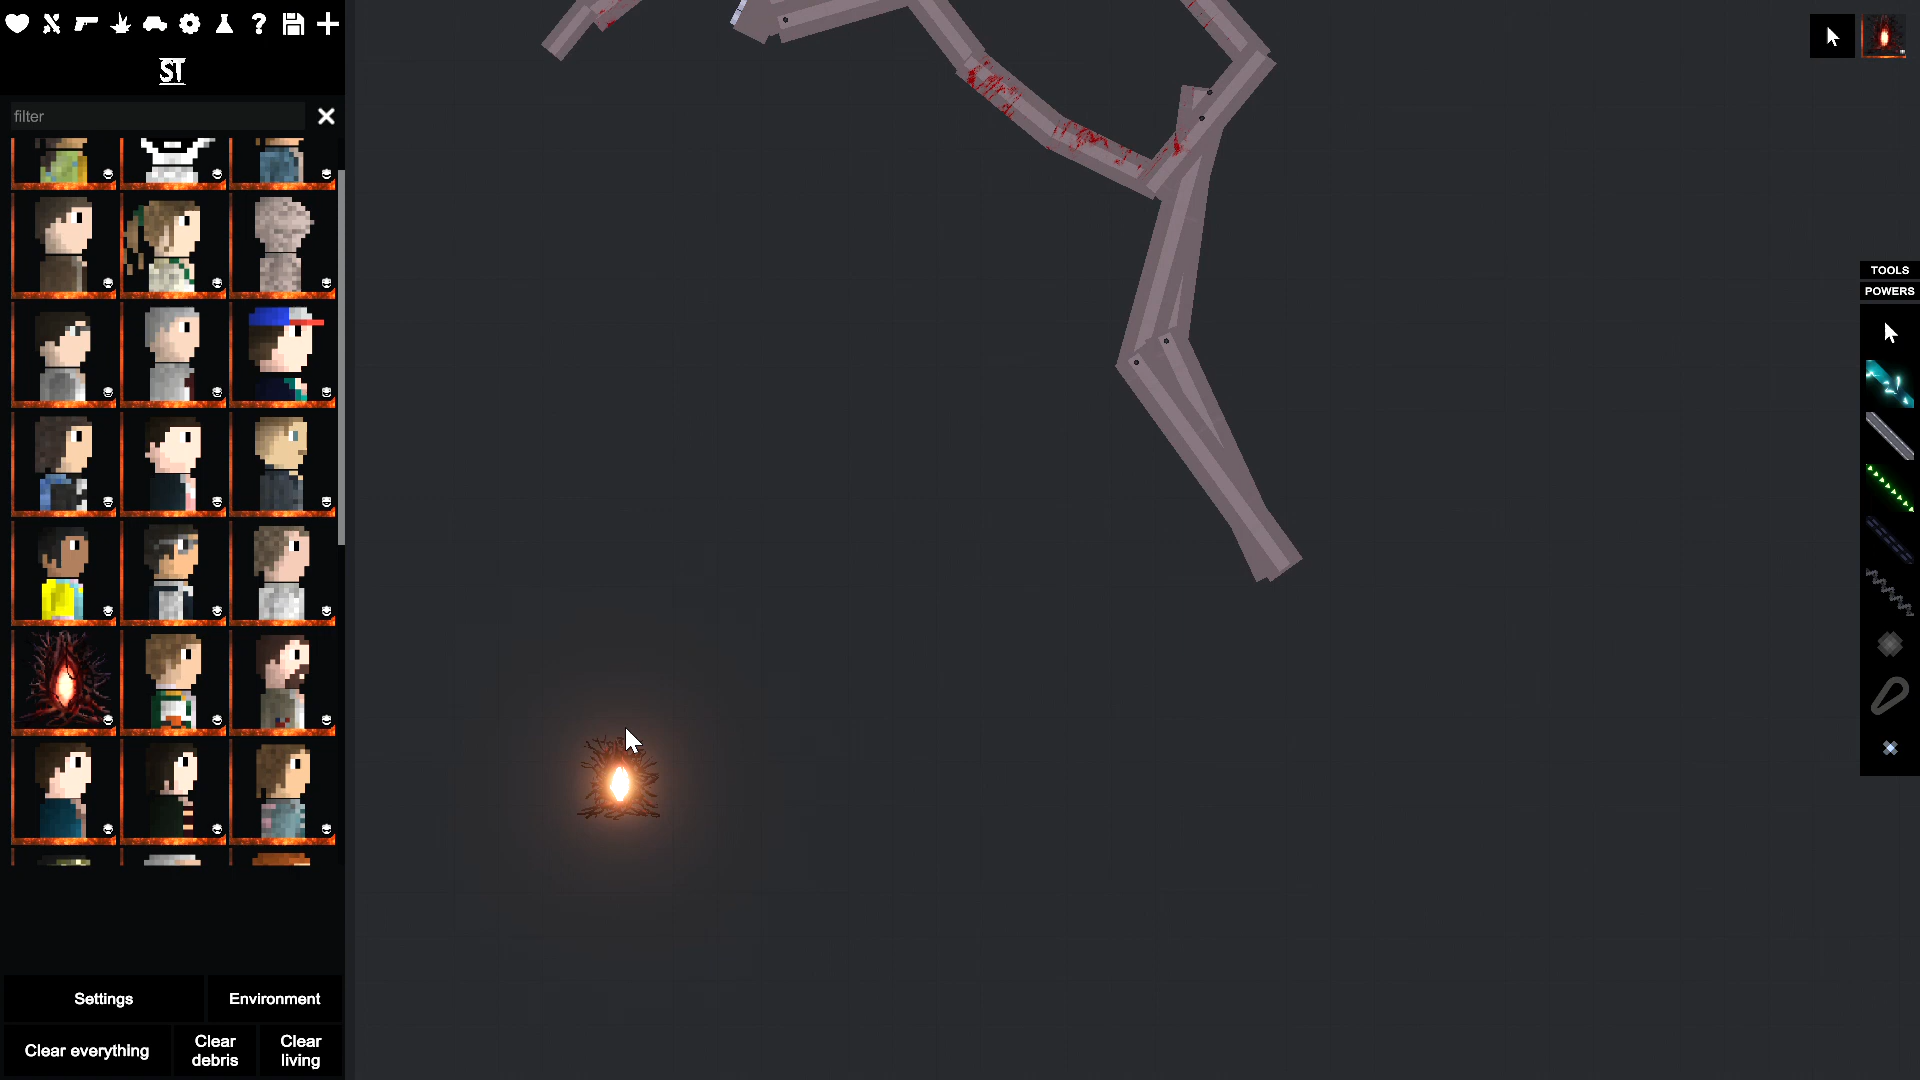 ST
filter
TOOLS
POWERS
Settings
Environment
Clear everything
Clear
debris
Clear
living